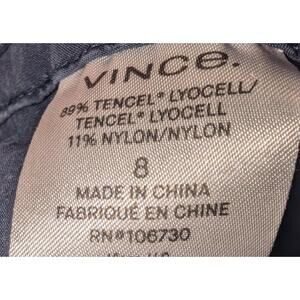 VINCE.
89% TENCEL® LYOCELL/
TENCEL® LYOCELL
11% NYLON/NYLON
8
MADE IN CHINA
FABRIQUÉ EN CHINE
RN#106730